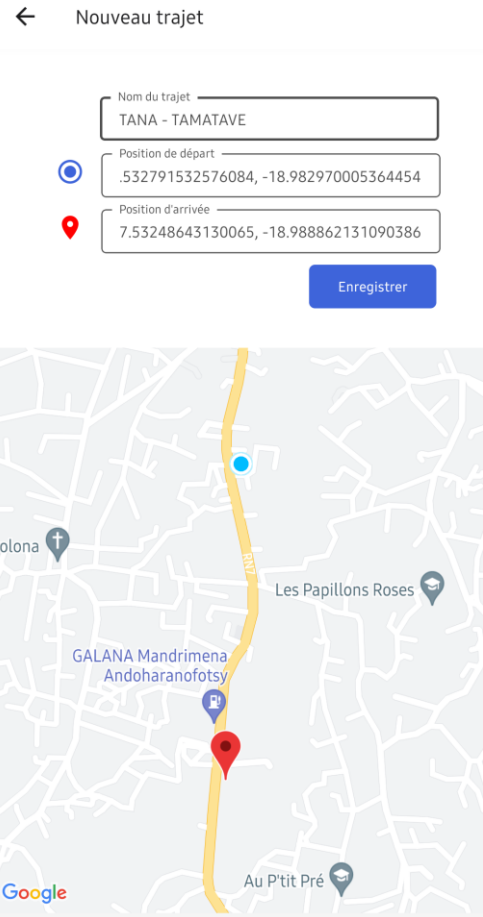 Nouveau trajet
Nom du trajet
TANA - TAMATAVE
Position de départ
.532791532576084, -18.982970005364454
Position d'arrivée
7.53248643130065, -18.988862131090386
Enregistrer
olona
RN7
Les Papillons Roses
GALANA Mandrimena
Andoharanofotsy
Au P'tit Pré
Google